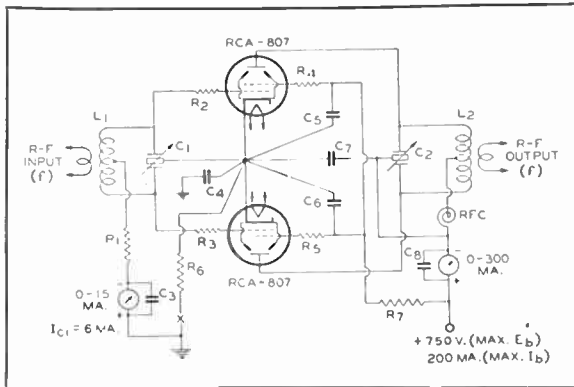 RCA-807
R2
R4
L1
C5
L2
R-F
INPUT
(f)
C1
C7
C2
R-F
OUTPUT
(f)
C4
C6
RFC
R1
R3
R5
R6
C8
0-300
MA.
RCA-807
0-15
MA.
C3
R7
IC1 = 6 MA.
X
+750 V. (MAX. Eb)
200 MA. (MAX. Ib)